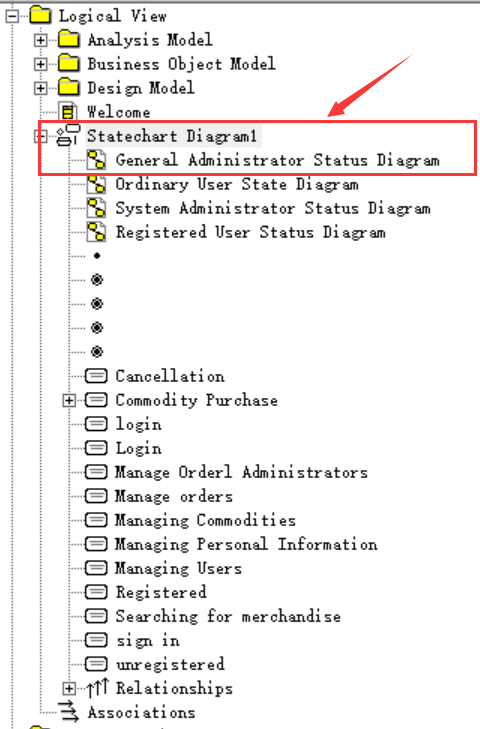 Logical View
Analysis Model
Business Object Model
Design Model
Welcome
Statechart Diagram1
General Administrator Status Diagram
Ordinary User State Diagram
System Administrator Status Diagram
Registered User Status Diagram
Cancellation
Commodity Purchase
login
Login
Manage Orderl Administrators
Manage orders
Managing Commodities
Managing Personal Information
Managing Users
Registered
Searching for merchandise
sign in
unregistered
Relationships
Associations